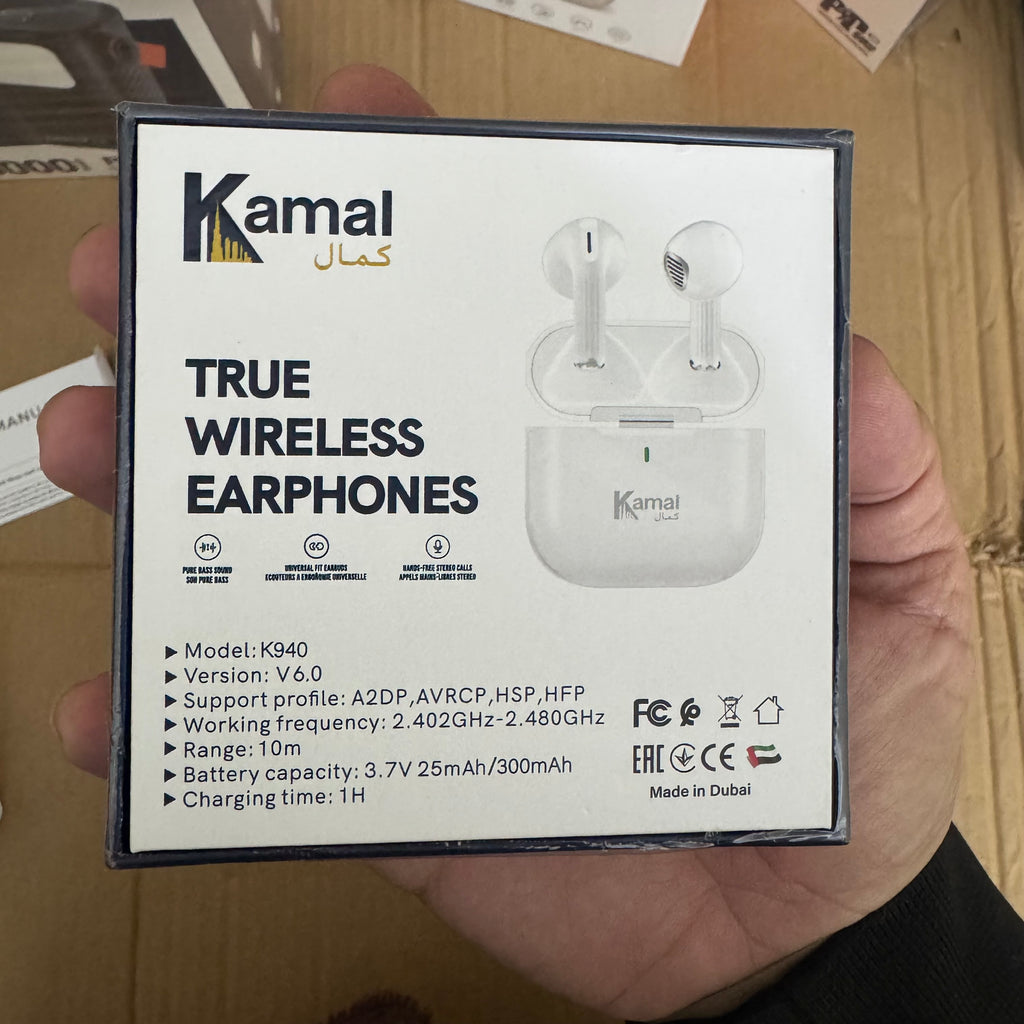 Kamal
كمال
TRUE
WIRELESS
EARPHONES
PURE BASS SOUND
SON PURE BASS
UNIVERSAL FIT EARBUDS
ECOUTEURS A ERGONOMIE UNIVERSELLE
HANDS-FREE STEREO CALLS
APPELS MAINS-LIBRES STEREO
Kamal
كمال
▶ Model: K940
▶ Version: V6.0
▶ Support profile: A2DP,AVRCP,HSP,HFP
▶ Working frequency: 2.402GHz-2.480GHz
▶ Range: 10m
▶ Battery capacity: 3.7V 25mAh/300mAh
▶ Charging time: 1H
FC
EAC CE
Made in Dubai
MANU